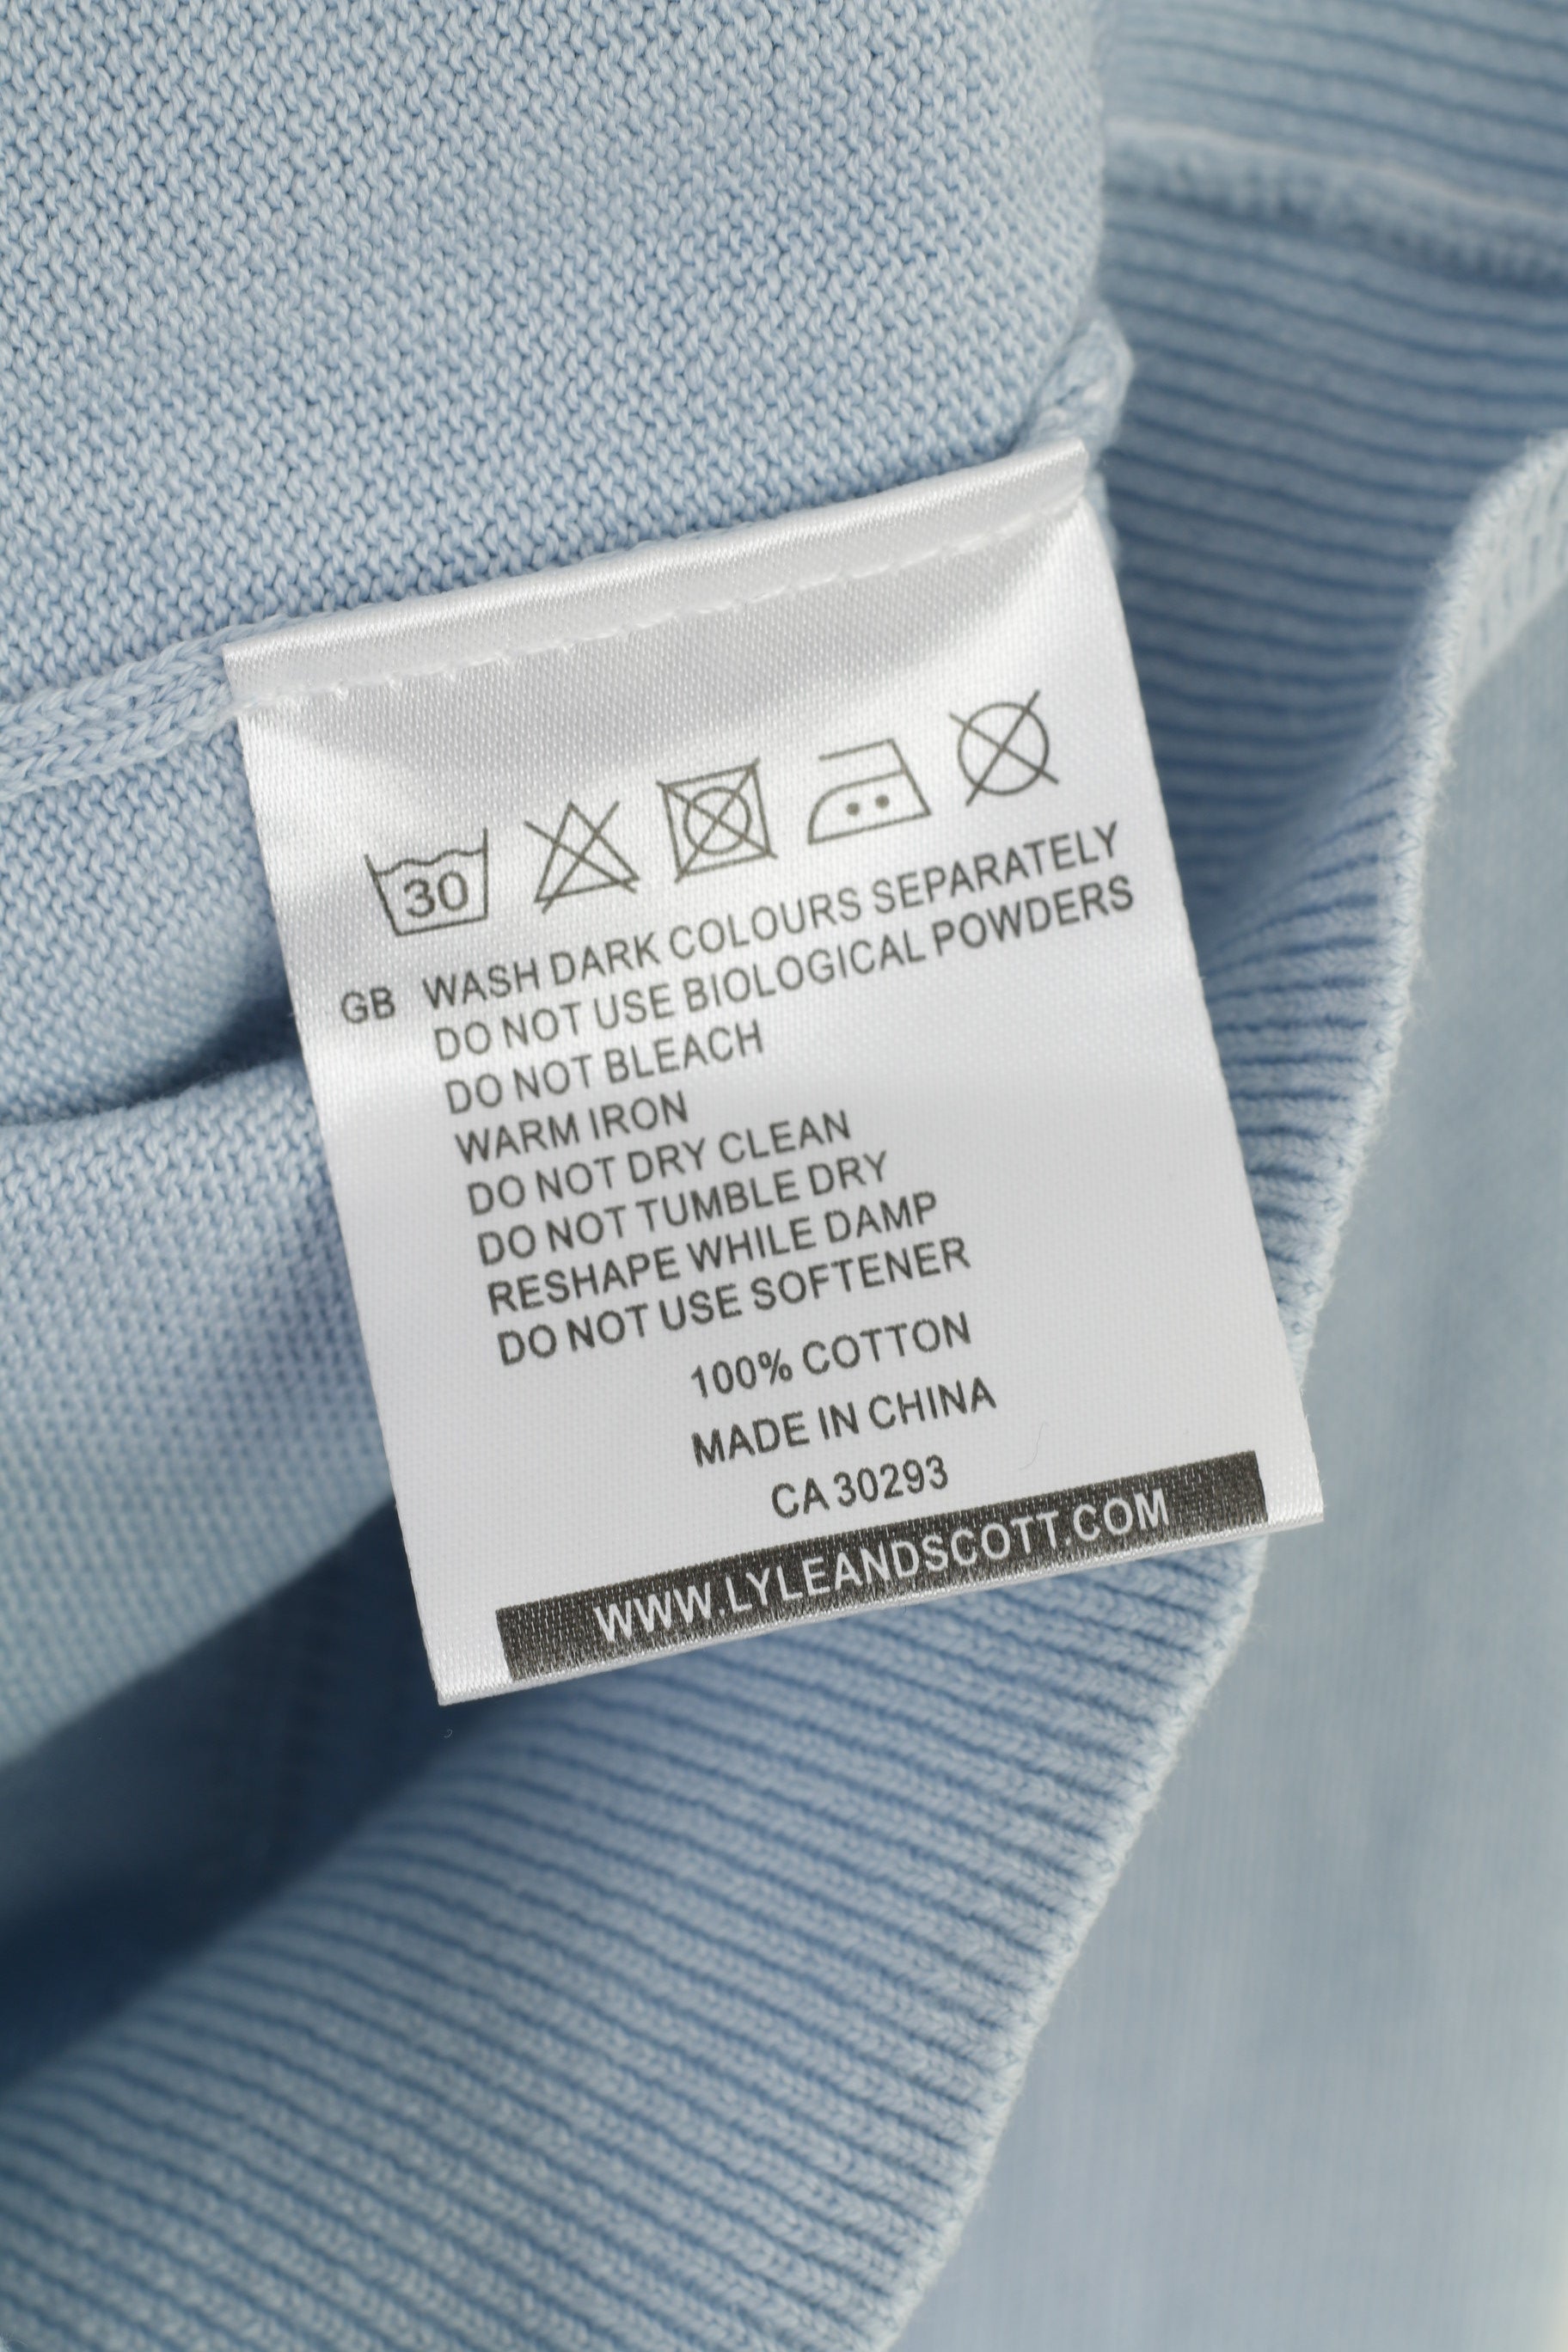 30
GB WASH DARK COLOURS SEPARATELY
DO NOT USE BIOLOGICAL POWDERS
DO NOT BLEACH
WARM IRON
DO NOT DRY CLEAN
DO NOT TUMBLE DRY
RESHAPE WHILE DAMP
DO NOT USE SOFTENER
100% COTTON
MADE IN CHINA
CA 30293
WWW.LYLEANDSCOTT.COM